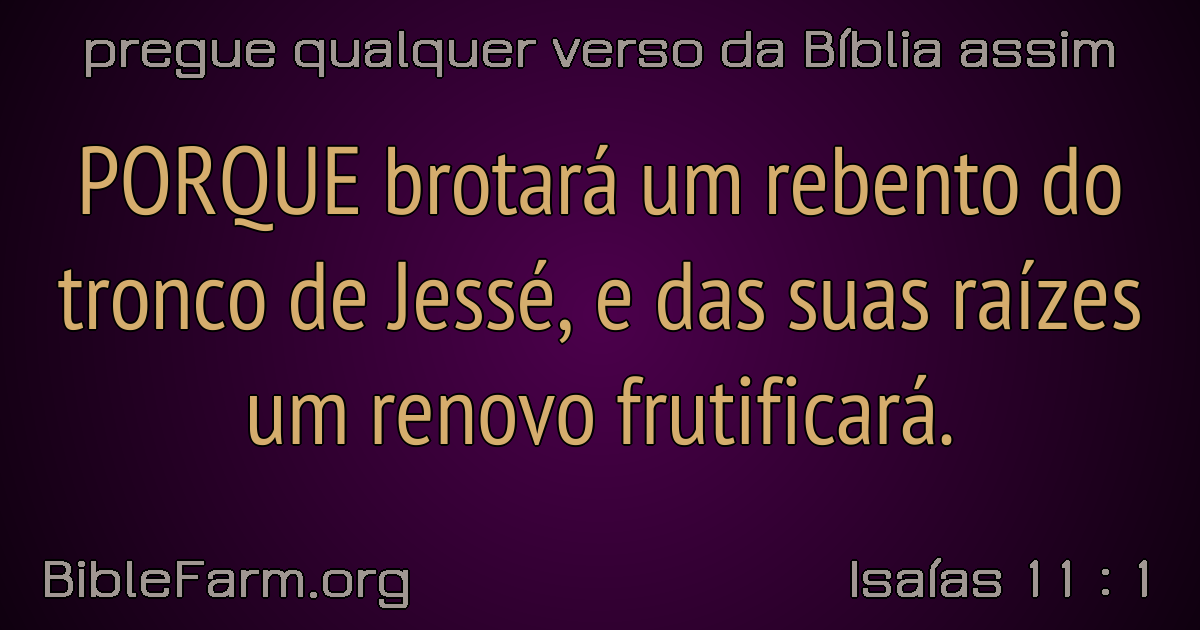 pregue qualquer verso da Bíblia assim
PORQUE brotará um rebento do
tronco de Jessé, e das suas raízes
um renovo frutificará.
BibleFarm.org
Isaías 11 : 1